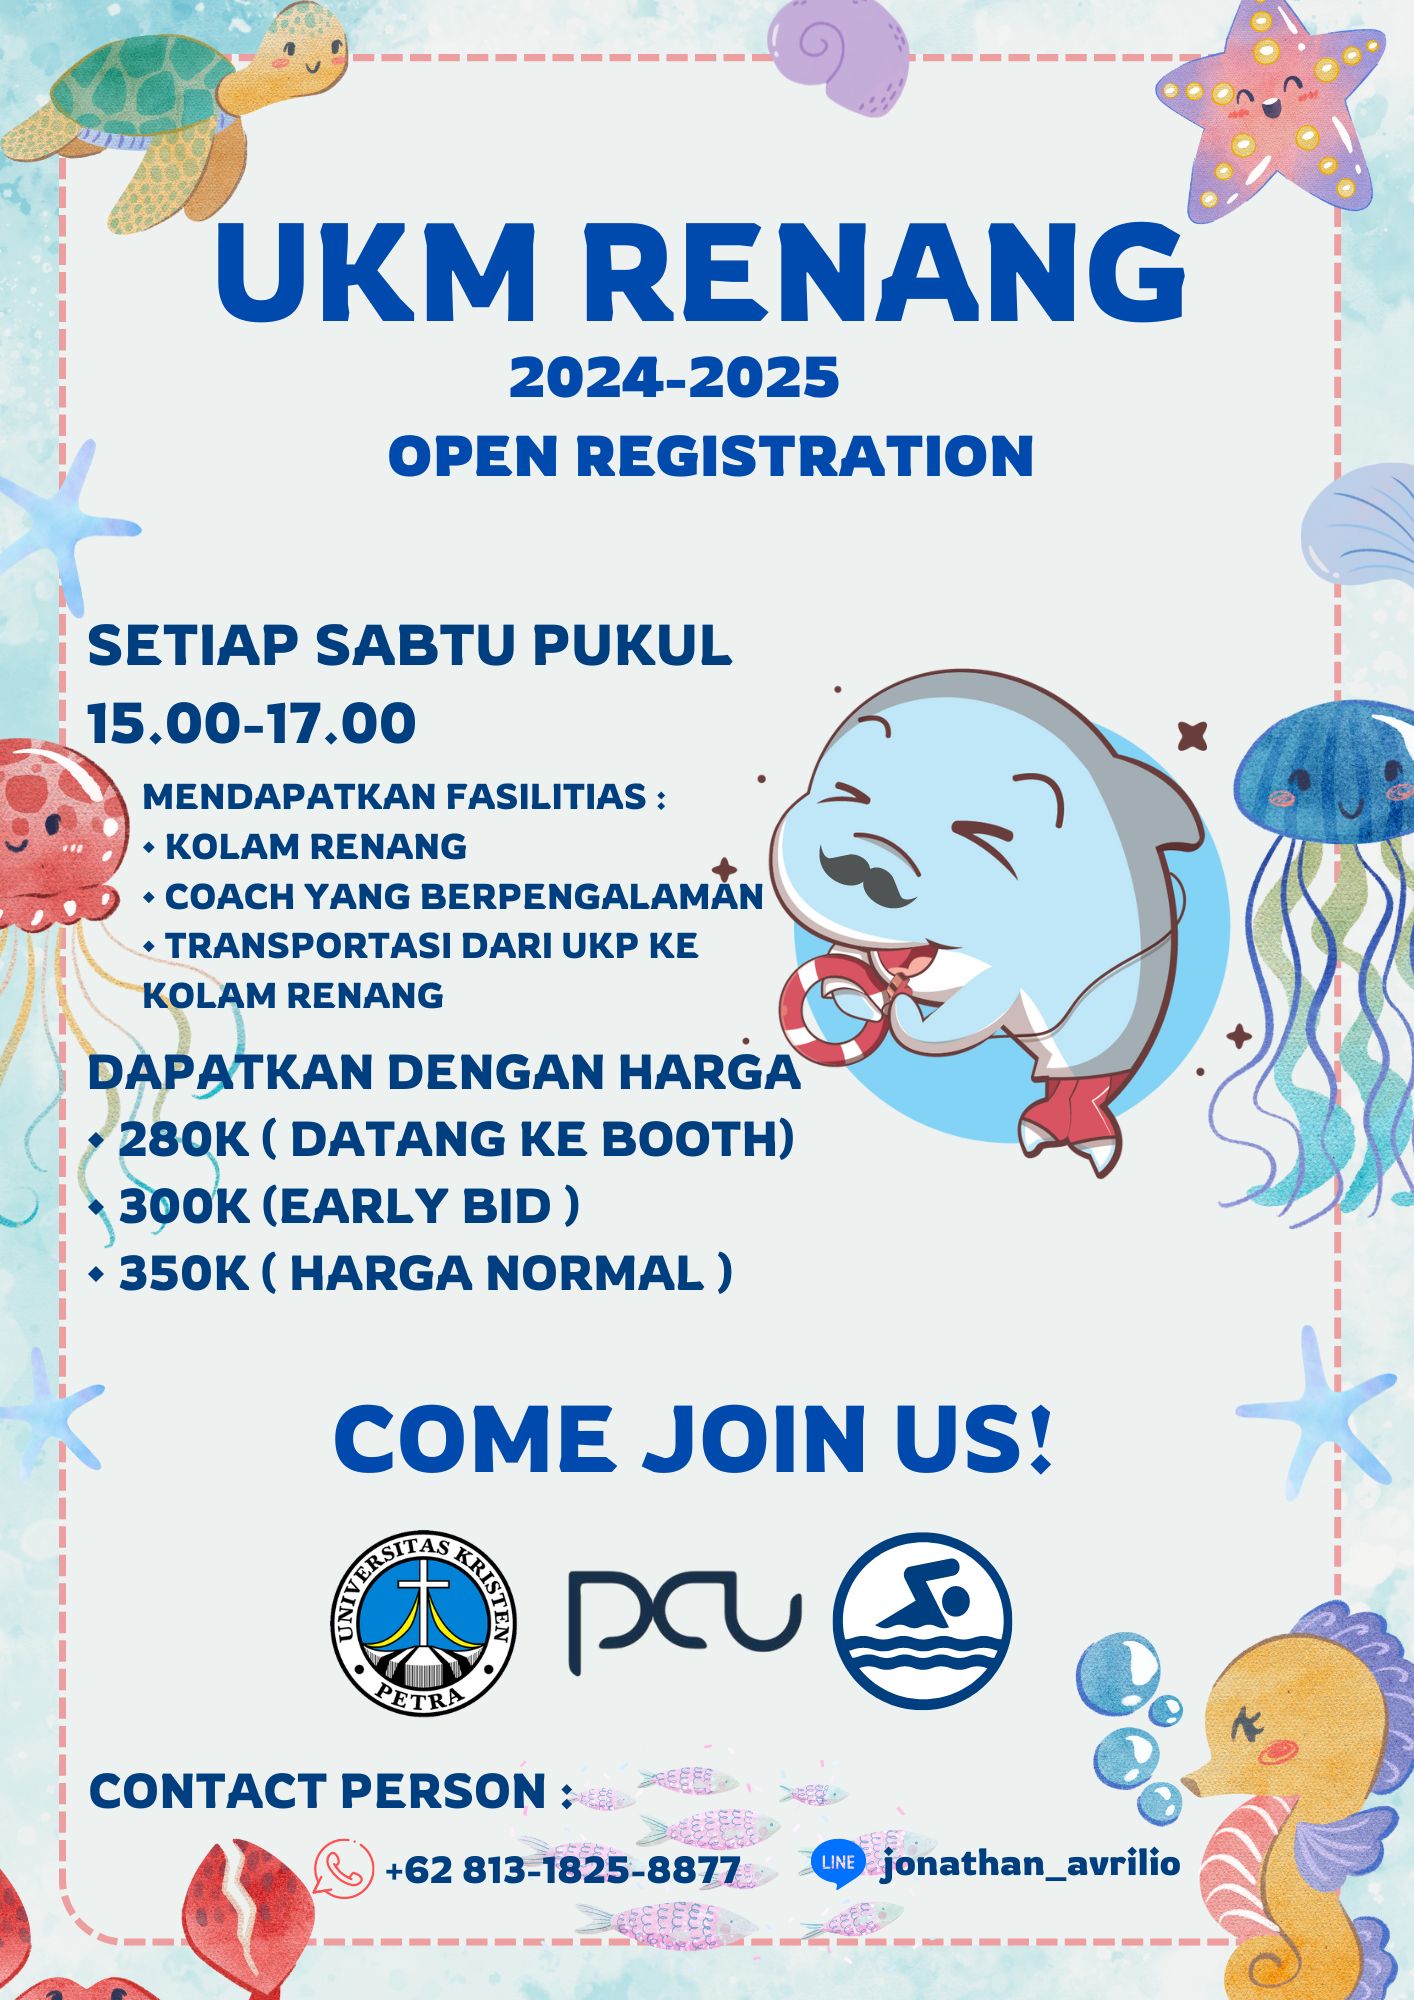 UKM RENANG
2024-2025
OPEN REGISTRATION
SETIAP SABTU PUKUL
15.00-17.00
MENDAPATKAN FASILITIAS :
• KOLAM RENANG
• COACH YANG BERPENGALAMAN
• TRANSPORTASI DARI UKP KE
KOLAM RENANG
DAPATKAN DENGAN HARGA
• 280K ( DATANG KE BOOTH)
• 300K (EARLY BID )
• 350K ( HARGA NORMAL )
COME JOIN US!
UNIVERSITAS KRISTEN
PETRA
pcu
CONTACT PERSON :
+62 813-1825-8877
LINE jonathan_avrilio